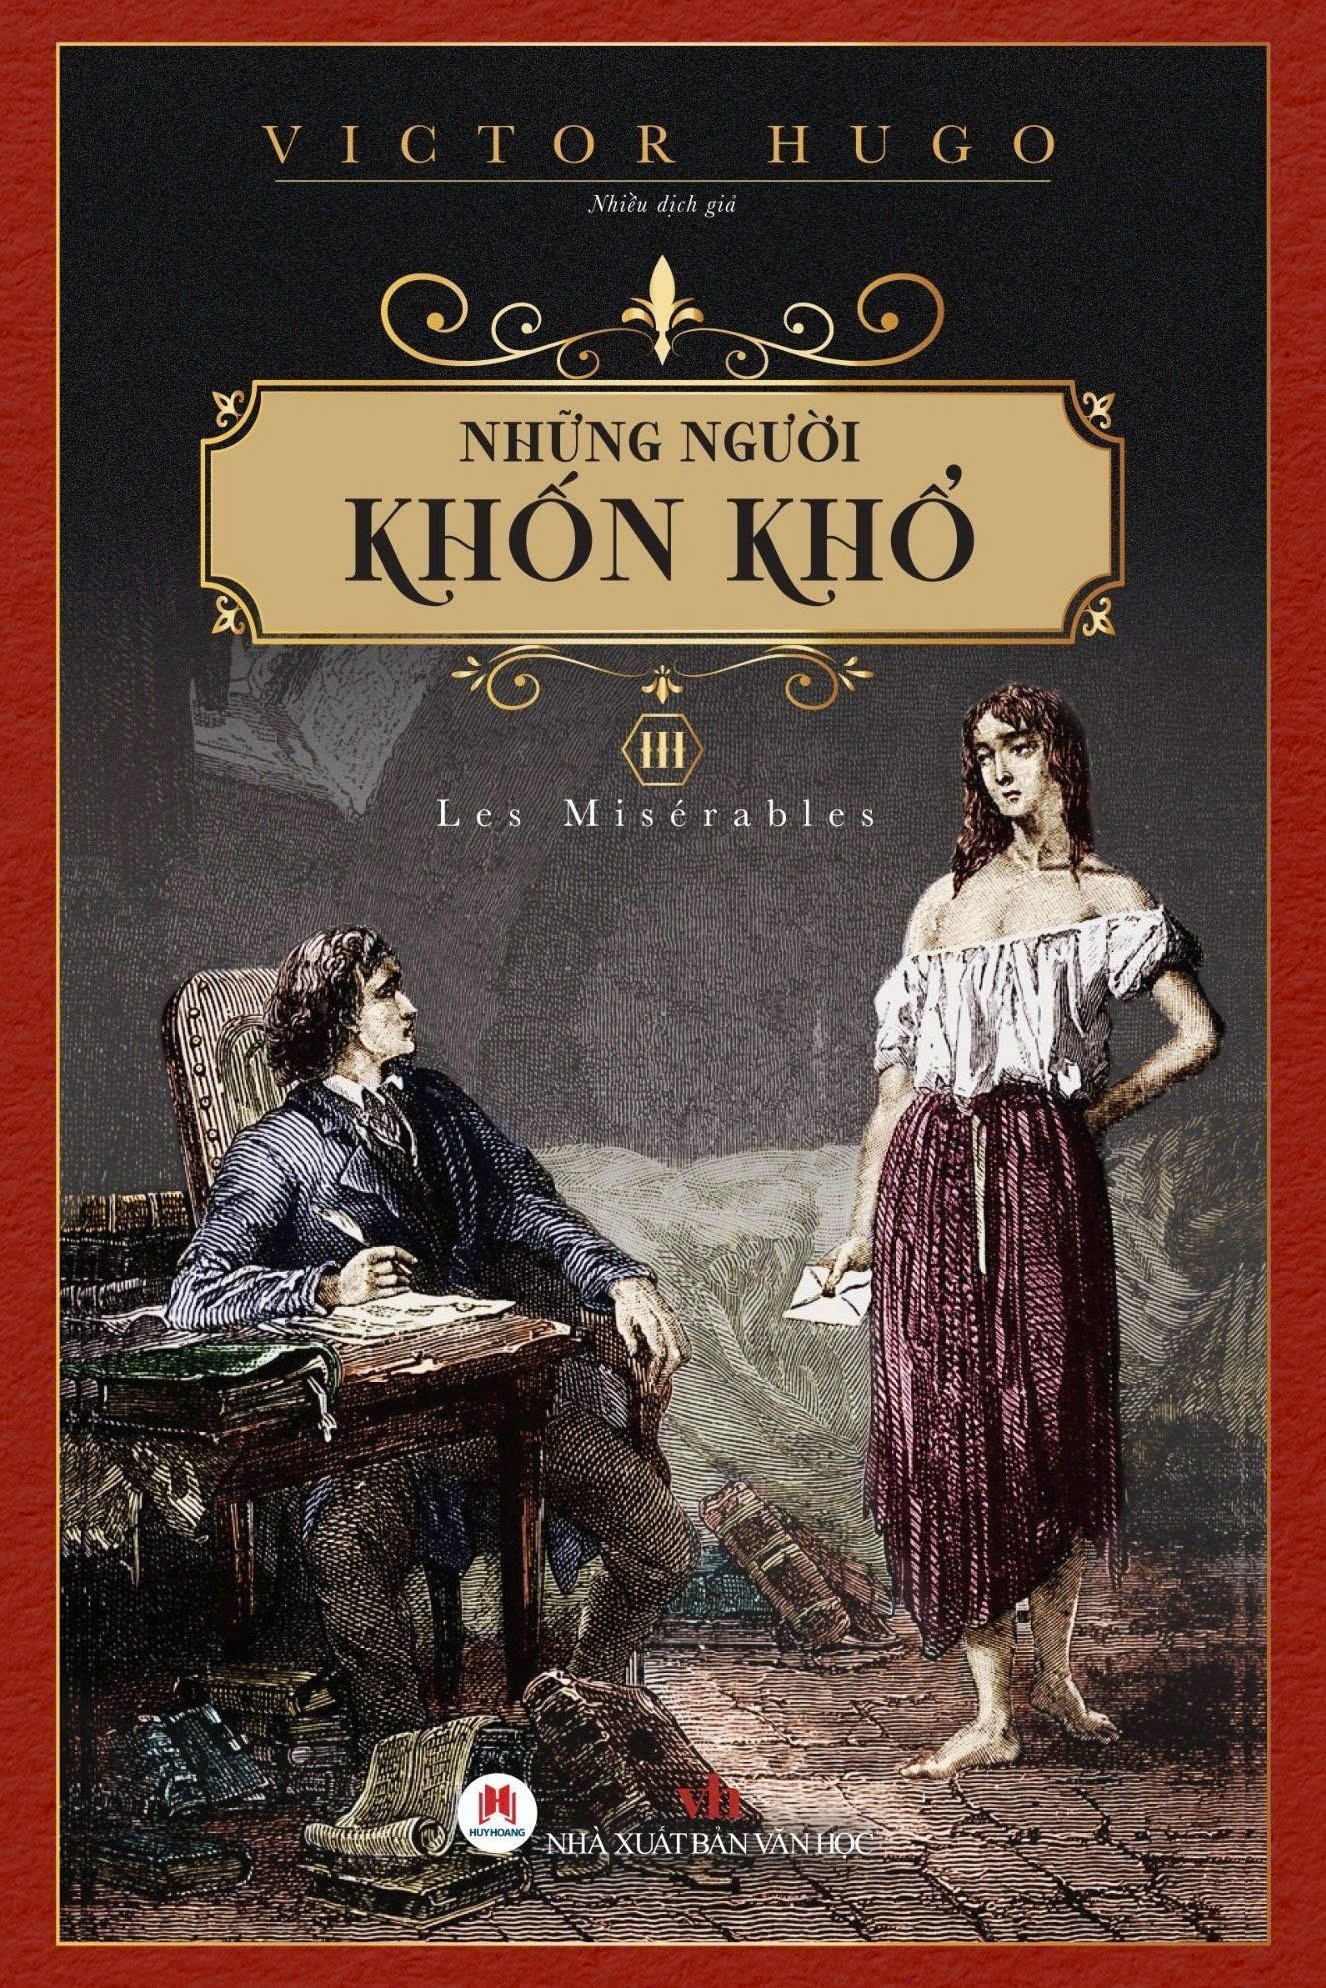 VICTOR HUGO
Nhiều dịch giả
NHỮNG NGƯỜI
KHỐN KHỔ
III
Les Misérables
H
HUYHOANG
vh
NHÀ XUẤT BẢN VĂN HỌC